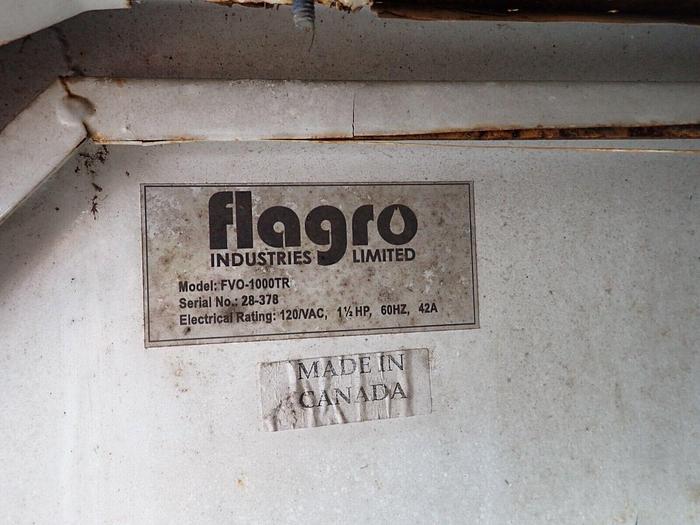 flagro
INDUSTRIES LIMITED
Model: FVO-1000TR
Serial No.: 28-378
Electrical Rating: 120/VAC, 1½ HP, 60HZ, 42A
MADE IN
CANADA